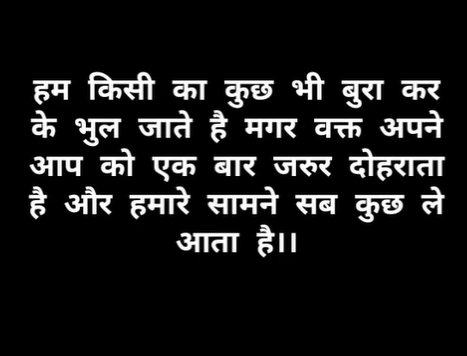 हम किसी का कुछ भी बुरा कर
के भुल जाते है मगर वक्त अपने
आप को एक बार जरुर दोहराता
है और हमारे सामने सब कुछ ले
आता है।।